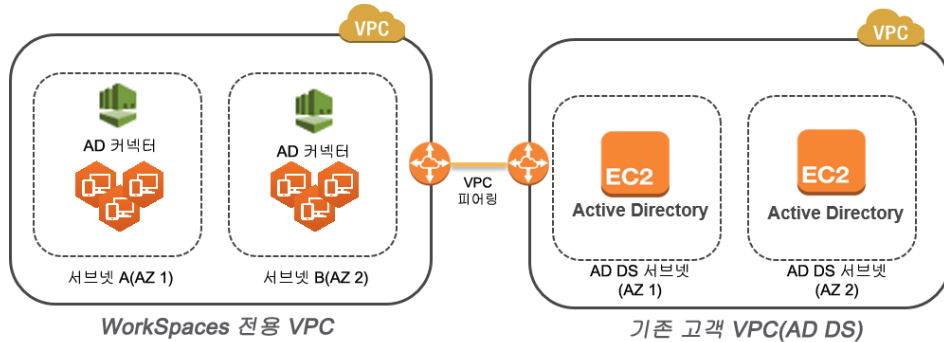 VPC
VPC
AD 커넥터
AD 커넥터
EC2
EC2
Active Directory
Active Directory
VPC
피어링
서브넷 A(AZ 1)
서브넷 B(AZ 2)
AD DS 서브넷
(AZ 1)
AD DS 서브넷
(AZ 2)
WorkSpaces 전용 VPC
기존 고객 VPC(AD DS)